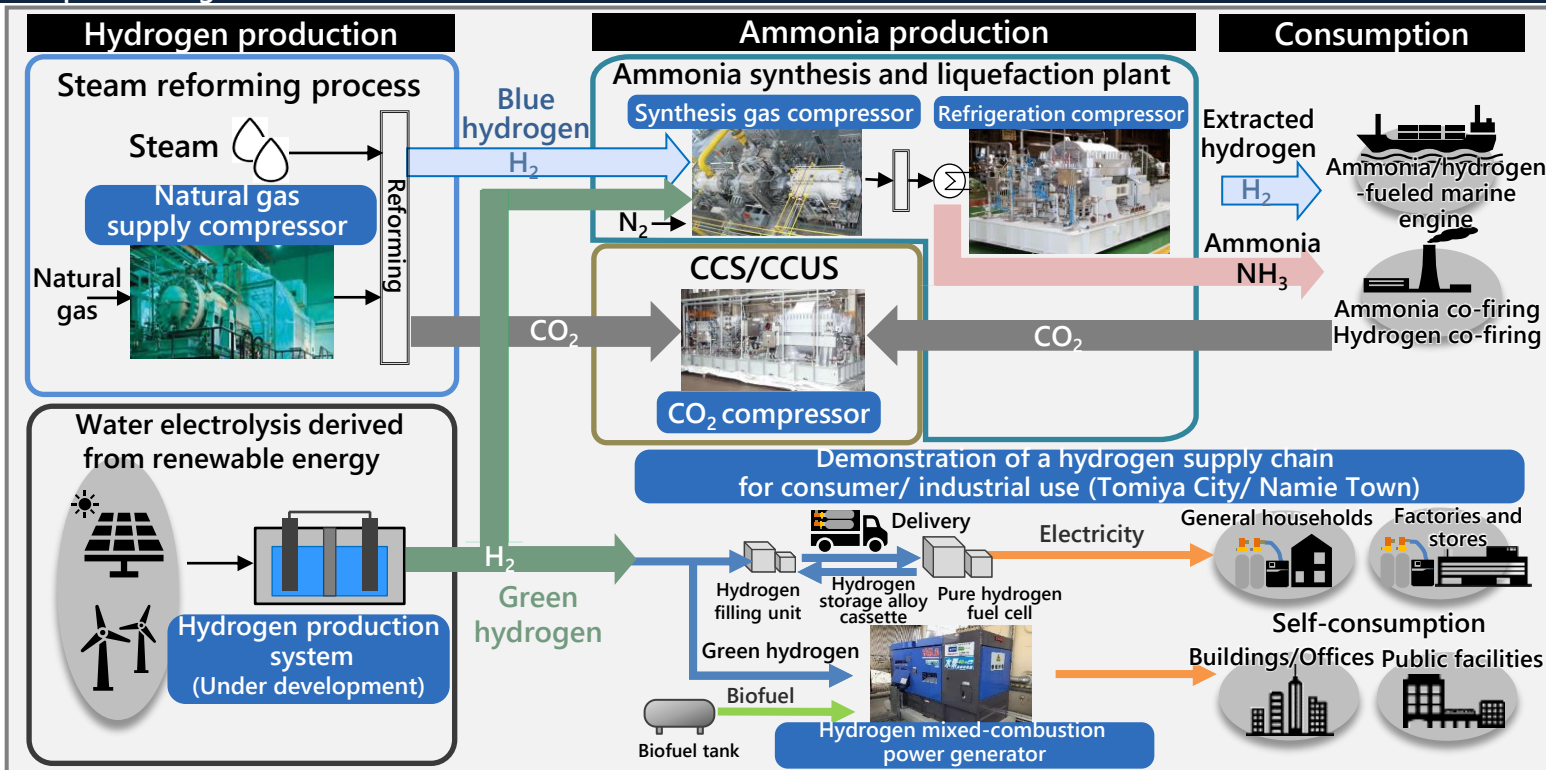 Hydrogen production
Ammonia production
Consumption
Steam reforming process
Steam
Natural gas
supply compressor
Natural
gas
Reforming
Blue
hydrogen
H2
Ammonia synthesis and liquefaction plant
Synthesis gas compressor
Refrigeration compressor
N2
Extracted
hydrogen
H2
Ammonia/hydrogen
-fueled marine
engine
Ammonia
NH3
Ammonia co-firing
Hydrogen co-firing
CCS/CCUS
CO2
CO2
CO2 compressor
Water electrolysis derived
from renewable energy
Hydrogen production
system
(Under development)
H2
Green
hydrogen
Demonstration of a hydrogen supply chain
for consumer/ industrial use (Tomiya City/ Namie Town)
Delivery
Hydrogen
filling unit
Hydrogen
storage alloy
cassette
Pure hydrogen
fuel cell
Electricity
General households
Factories and
stores
Green hydrogen
Biofuel
Biofuel tank
Hydrogen mixed-combustion
power generator
Self-consumption
Buildings/Offices
Public facilities